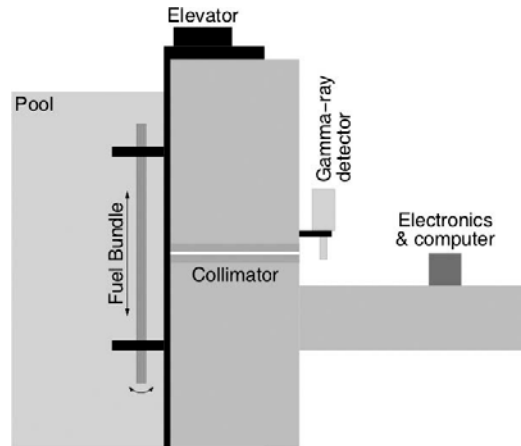 Elevator
Pool
Gamma-ray
detector
Fuel Bundle
Electronics
& computer
Collimator